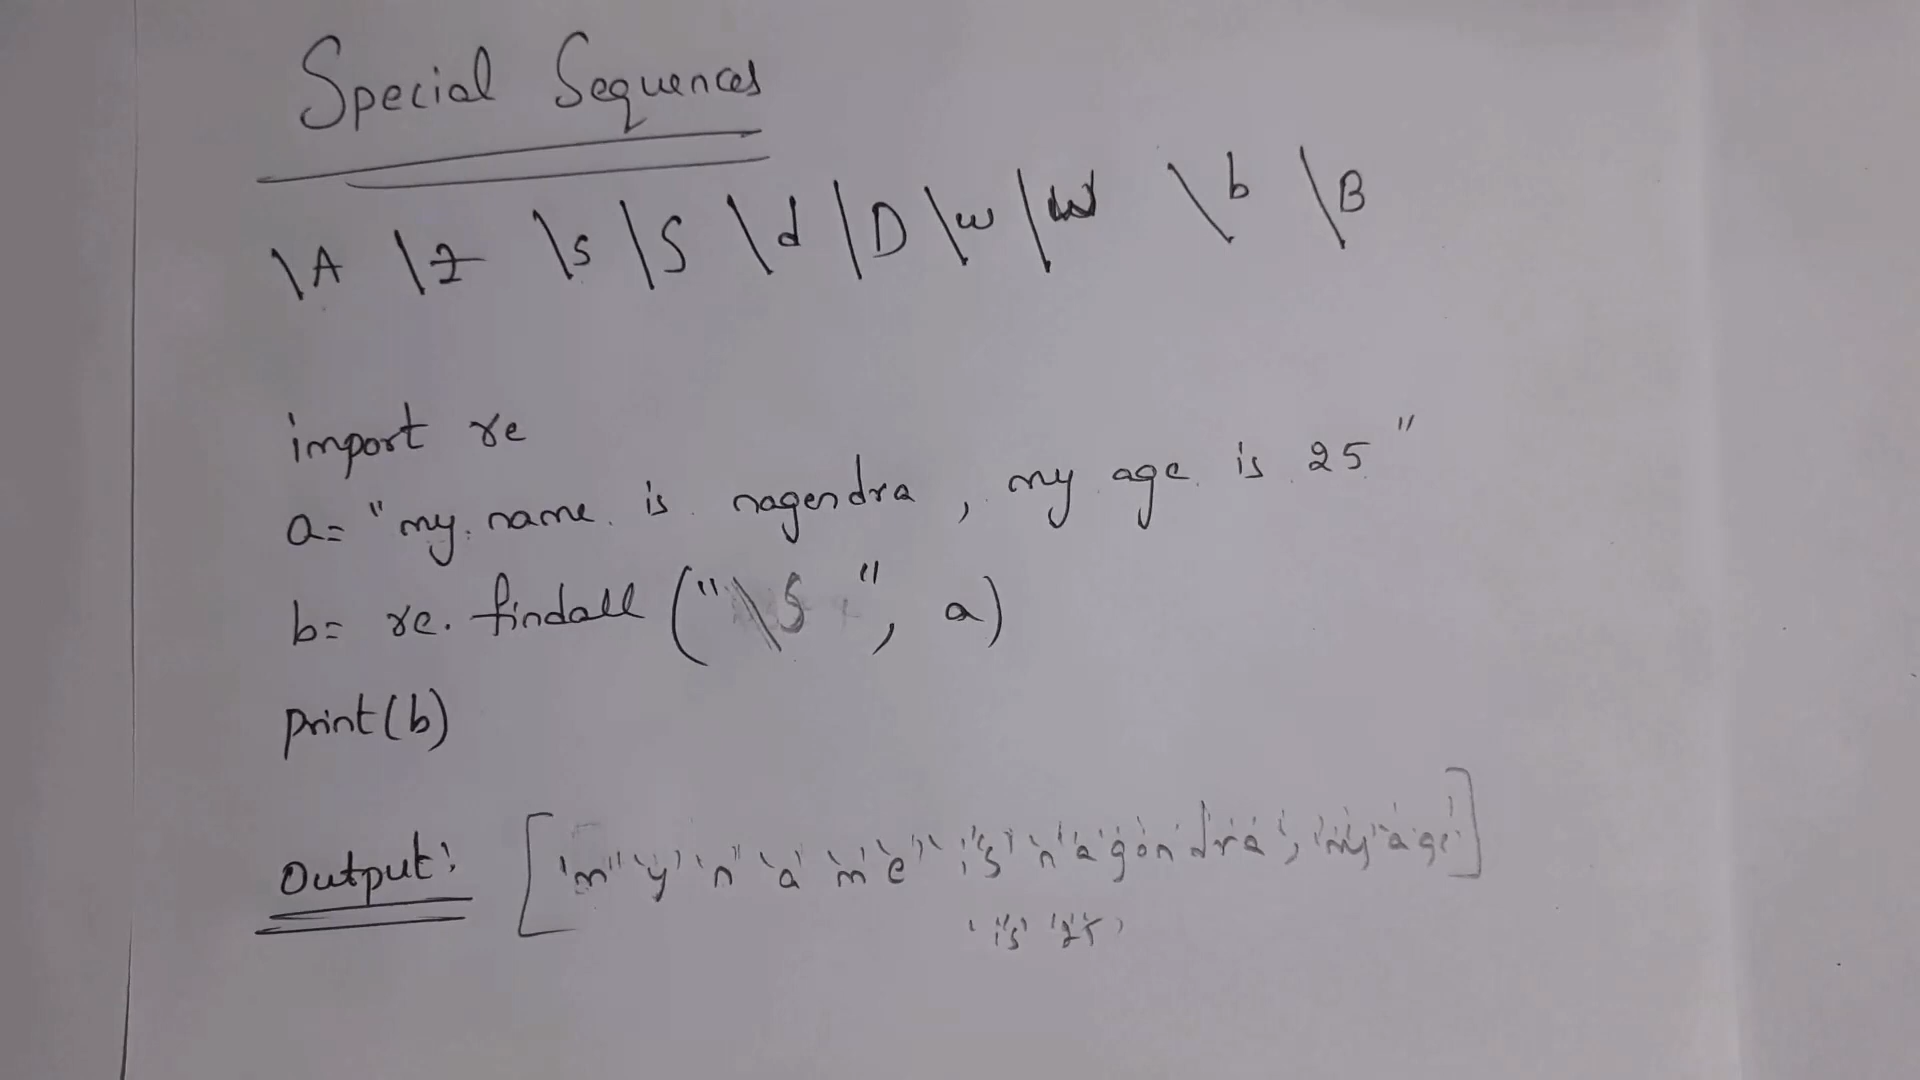 Special Sequences
\A \Z \s \S \d \D \w \W \b \B
import re
a= "my name is nagendra, my age is 25"
b= re.findall("\S", a)
print(b)
Output: ['m' 'y' 'n' 'a' 'm' 'e' 'i' 's' 'n' 'a' 'g' 'e' 'n' 'd' 'r' 'a' , 'm' 'y' 'a' 'g' 'e']
'i' 's' '2' '5'